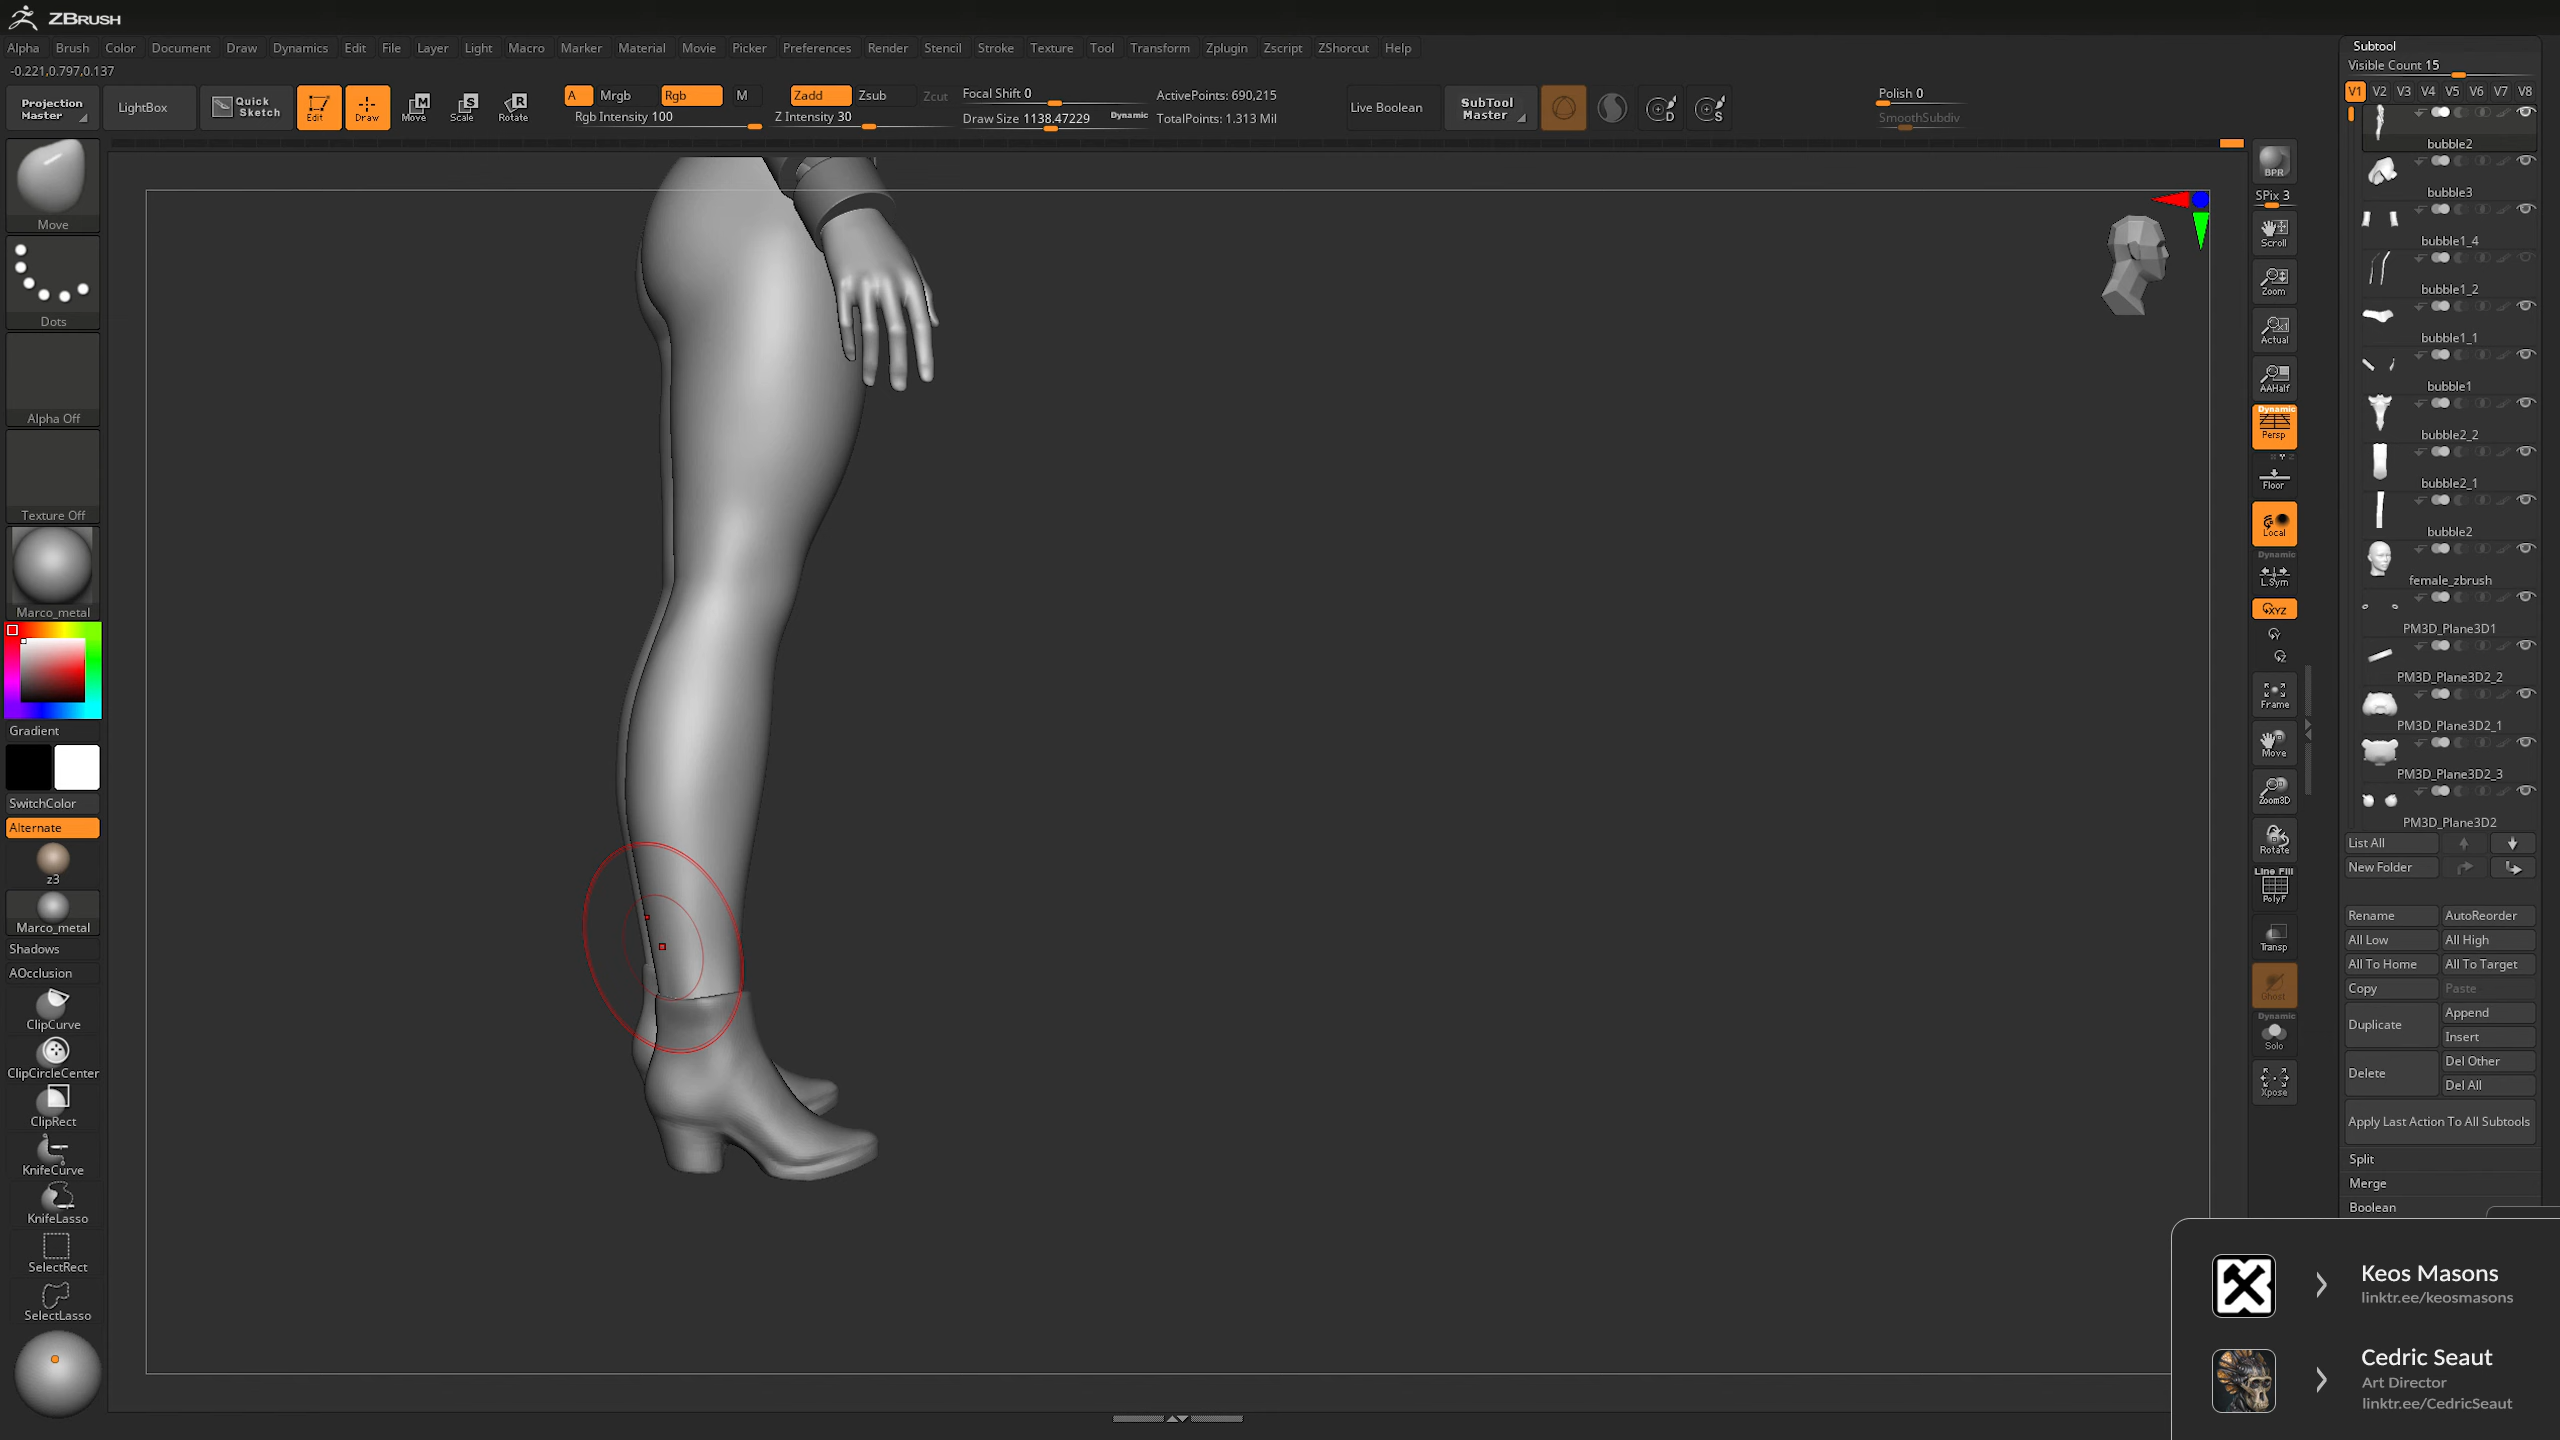 ZBRUSH
Alpha Brush Color Document Draw Dynamics Edit File Layer Light Macro Marker Material Movie Picker Preferences Render Stencil Stroke Texture Tool Transform Zplugin Zscript ZShorcut Help
-0.221,0.797,0.137
Projection Master
LightBox
Quick Sketch
Edit
Draw
Move
Scale
Rotate
A Mrgb Rgb M
Rgb Intensity 100
Zadd Zsub Zcut
Z Intensity 30
Focal Shift 0
Draw Size 1138.47229
Dynamic
ActivePoints: 690,215
TotalPoints: 1.313 Mil
Live Boolean
SubTool Master
Polish 0
SmoothSubdiv
Move
Dots
Alpha Off
Texture Off
Marco_metal
Gradient
SwitchColor
Alternate
z3
Marco_metal
Shadows
AOcclusion
ClipCurve
ClipCircleCenter
ClipRect
KnifeCurve
KnifeLasso
SelectRect
SelectLasso
BPR
SPix 3
Scroll
Zoom
Actual
AAHalf
Dynamic
Persp
Floor
Local
Dynamic
L.Sym
XYZ
Frame
Move
Zoom3D
Rotate
Line Fill
PolyF
Transp
Ghost
Dynamic
Solo
Xpose
Subtool
Visible Count 15
V1 V2 V3 V4 V5 V6 V7 V8
bubble2
bubble3
bubble1_4
bubble1_2
bubble1_1
bubble1
bubble2_2
bubble2_1
bubble2
female_zbrush
PM3D_Plane3D1
PM3D_Plane3D2_2
PM3D_Plane3D2_1
PM3D_Plane3D2_3
PM3D_Plane3D2
List All
New Folder
Rename AutoReorder
All Low All High
All To Home All To Target
Copy Paste
Duplicate Append
Insert
Delete Del Other
Del All
Apply Last Action To All Subtools
Split
Merge
Boolean
Keos Masons
linktr.ee/keosmasons
Cedric Seaut
Art Director
linktr.ee/CedricSeaut